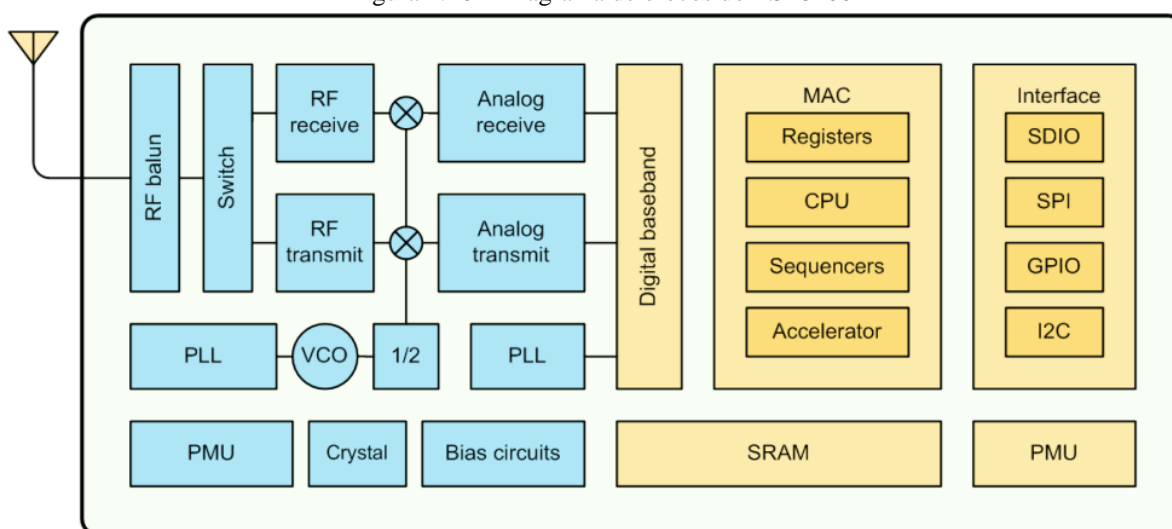 RF balun
Switch
RF
receive
Analog
receive
RF
transmit
Analog
transmit
PLL
VCO
1/2
PLL
Digital baseband
MAC
Registers
CPU
Sequencers
Accelerator
Interface
SDIO
SPI
GPIO
I2C
PMU
Crystal
Bias circuits
SRAM
PMU